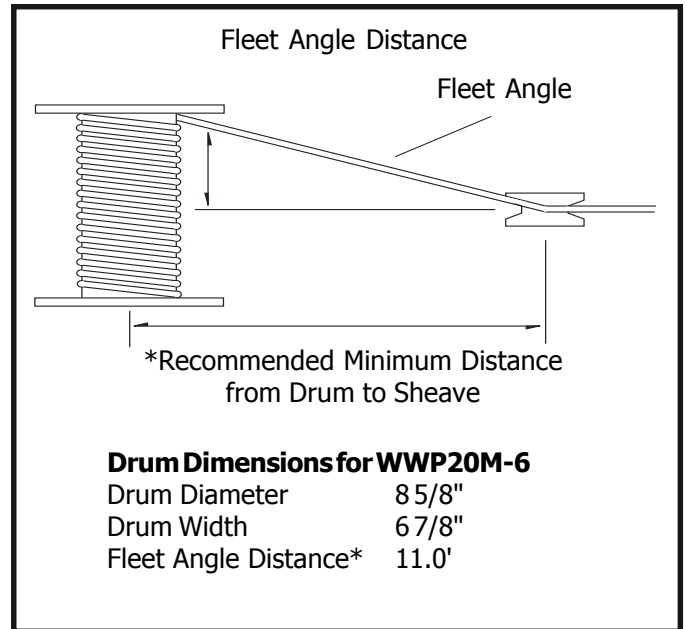 Fleet Angle Distance
Fleet Angle
*Recommended Minimum Distance
from Drum to Sheave
Drum Dimensions for WWP20M-6
Drum Diameter 8 5/8"
Drum Width 6 7/8"
Fleet Angle Distance* 11.0'